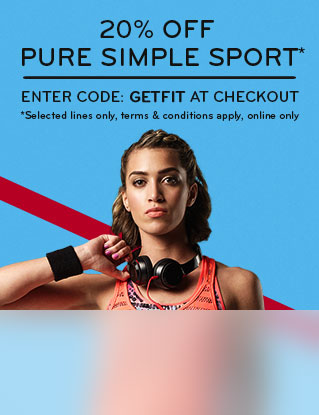 20% OFF
PURE SIMPLE SPORT*
ENTER CODE: GETFIT AT CHECKOUT
*Selected lines only, terms & conditions apply, online only